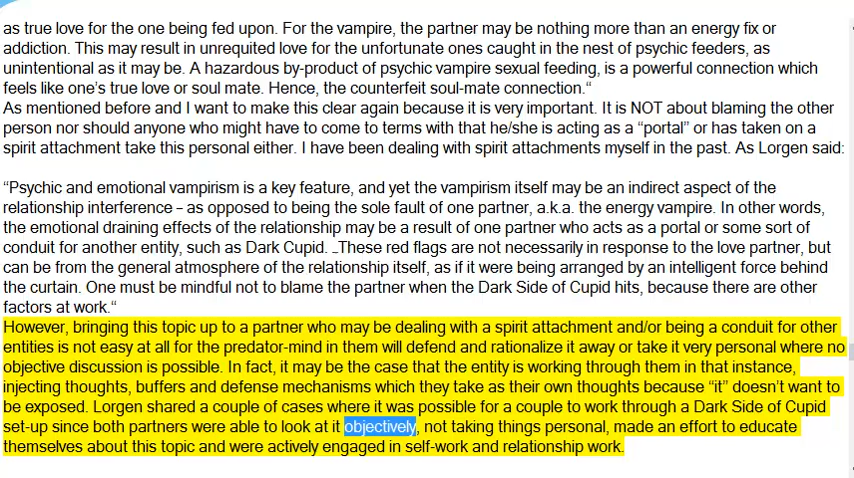 as true love for the one being fed upon. For the vampire, the partner may be nothing more than an energy fix or
addiction. This may result in unrequited love for the unfortunate ones caught in the nest of psychic feeders, as
unintentional as it may be. A hazardous by-product of psychic vampire sexual feeding, is a powerful connection which
feels like one's true love or soul mate. Hence, the counterfeit soul-mate connection.“
As mentioned before and I want to make this clear again because it is very important. It is NOT about blaming the other
person nor should anyone who might have to come to terms with that he/she is acting as a “portal” or has taken on a
spirit attachment take this personal either. I have been dealing with spirit attachments myself in the past. As Lorgen said:
“Psychic and emotional vampirism is a key feature, and yet the vampirism itself may be an indirect aspect of the
relationship interference – as opposed to being the sole fault of one partner, a.k.a. the energy vampire. In other words,
the emotional draining effects of the relationship may be a result of one partner who acts as a portal or some sort of
conduit for another entity, such as Dark Cupid. _These red flags are not necessarily in response to the love partner, but
can be from the general atmosphere of the relationship itself, as if it were being arranged by an intelligent force behind
the curtain. One must be mindful not to blame the partner when the Dark Side of Cupid hits, because there are other
factors at work.“
However, bringing this topic up to a partner who may be dealing with a spirit attachment and/or being a conduit for other
entities is not easy at all for the predator-mind in them will defend and rationalize it away or take it very personal where no
objective discussion is possible. In fact, it may be the case that the entity is working through them in that instance,
injecting thoughts, buffers and defense mechanisms which they take as their own thoughts because “it” doesn't want to
be exposed. Lorgen shared a couple of cases where it was possible for a couple to work through a Dark Side of Cupid
set-up since both partners were able to look at it objectively, not taking things personal, made an effort to educate
themselves about this topic and were actively engaged in self-work and relationship work.